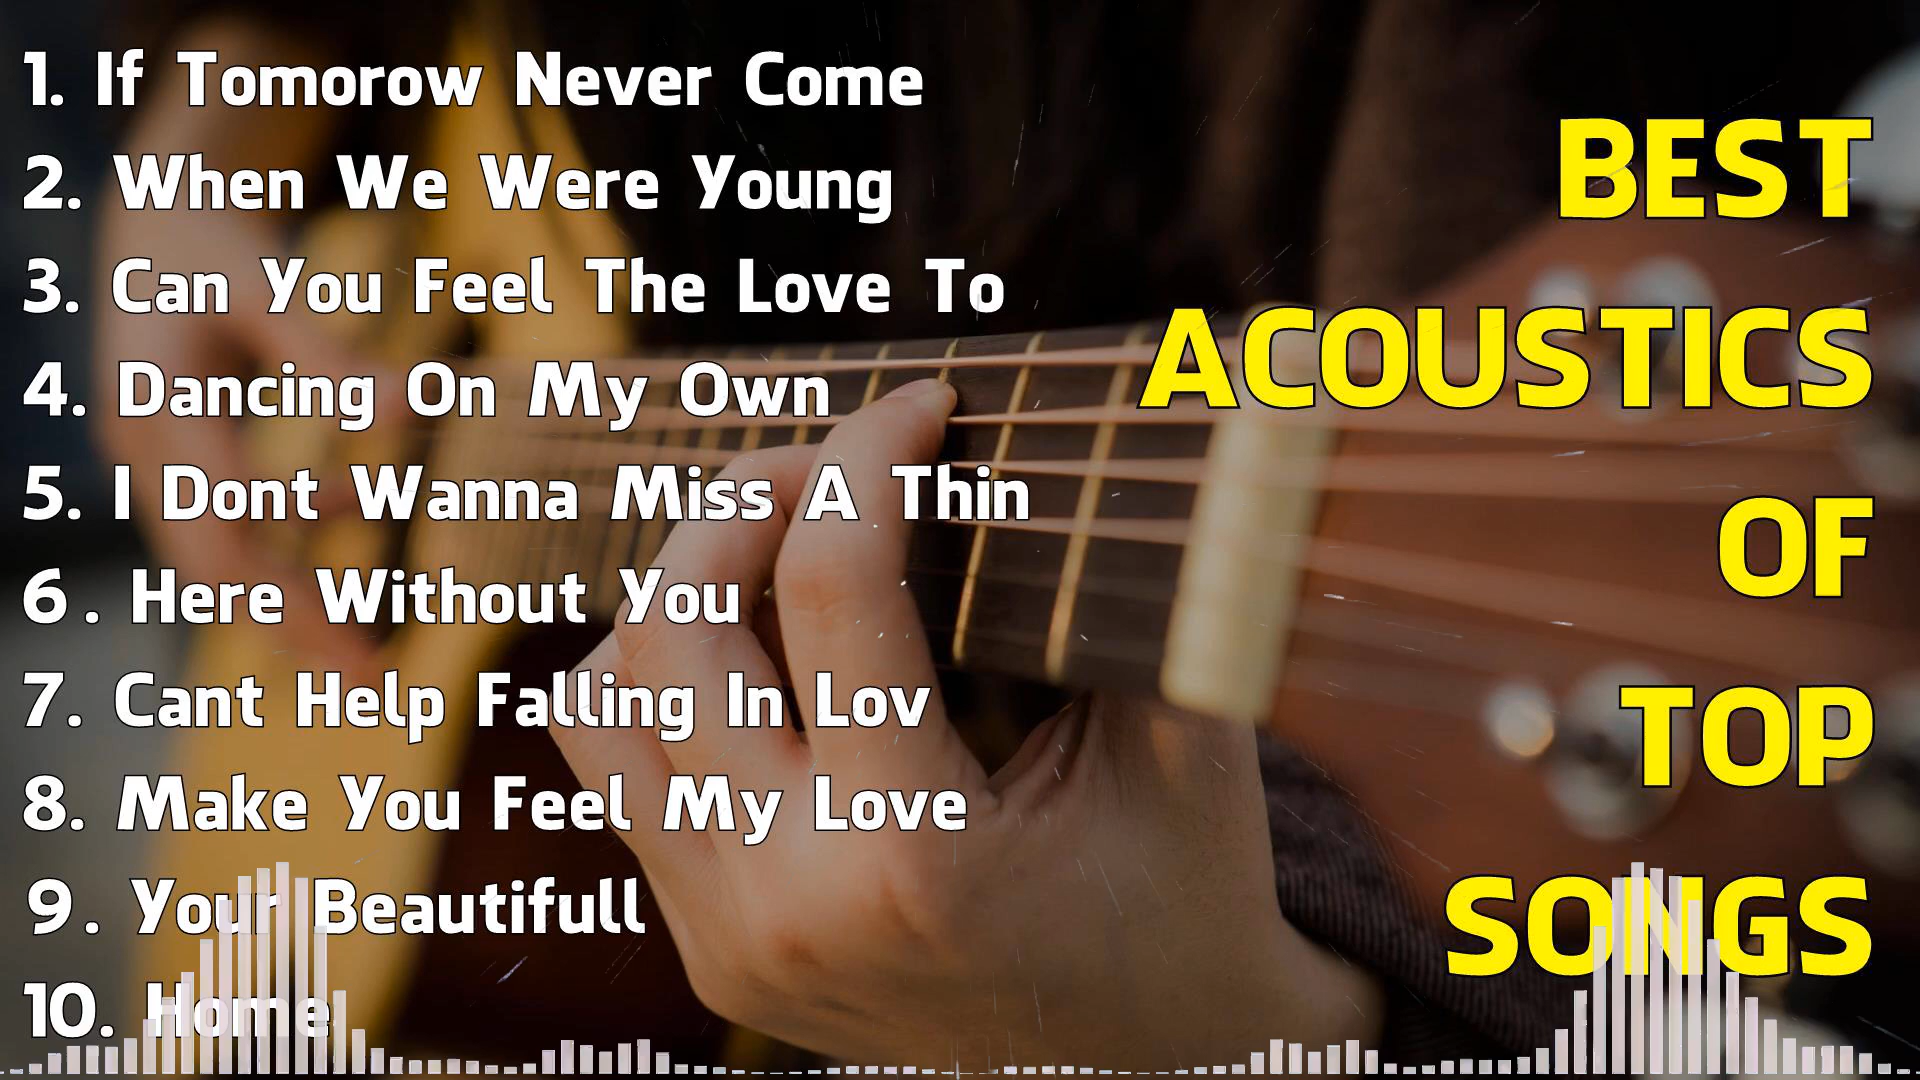 1. If Tomorow Never Come
2. When We Were Young
3. Can You Feel The Love To
4. Dancing On My Own
5. I Dont Wanna Miss A Thin
6. Here Without You
7. Cant Help Falling In Lov
8. Make You Feel My Love
9. Your Beautifull
10. Home
BEST
ACOUSTICS
OF
TOP
SONGS